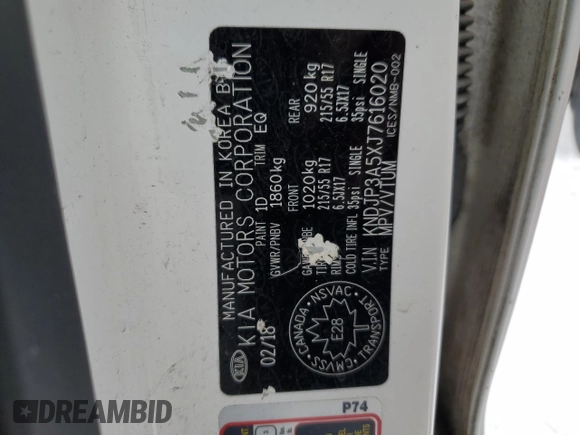 MANUFACTURED IN KOREA
KIA MOTORS CORPORATION
KIA
02/18
PAINT 1D TRIM EQ
GVWR/PNBV 1860kg
FRONT REAR
1020kg 920kg
215/55 R17 215/55 R17
6.5JX17 6.5JX17
COLD TIRE INFL 35psi SINGLE 35psi SINGLE
V.I.N KNDJP3A5XJ7616020
TYPE MPV/V1UM ICES/NMB-002
CANADA · NSVAC · TRANSPORT · CMVSS
E28
P74
DREAMBID